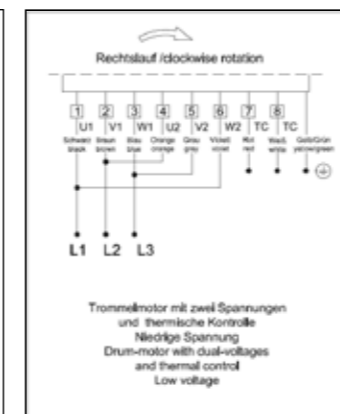 Rechtslauf /clockwise rotation
1 2 3 4 5 6 7 8
U1 V1 W1 U2 V2 W2 TC TC
Schwarz Braun Blau Orange Grau Violett Rot Weiß Gelb/Grün
black brown blue orange grey violet red white yellow/green
L1 L2 L3
Trommelmotor mit zwei Spannungen
und thermische Kontrolle
Niedrige Spannung
Drum-motor with dual-voltages
and thermal control
Low voltage